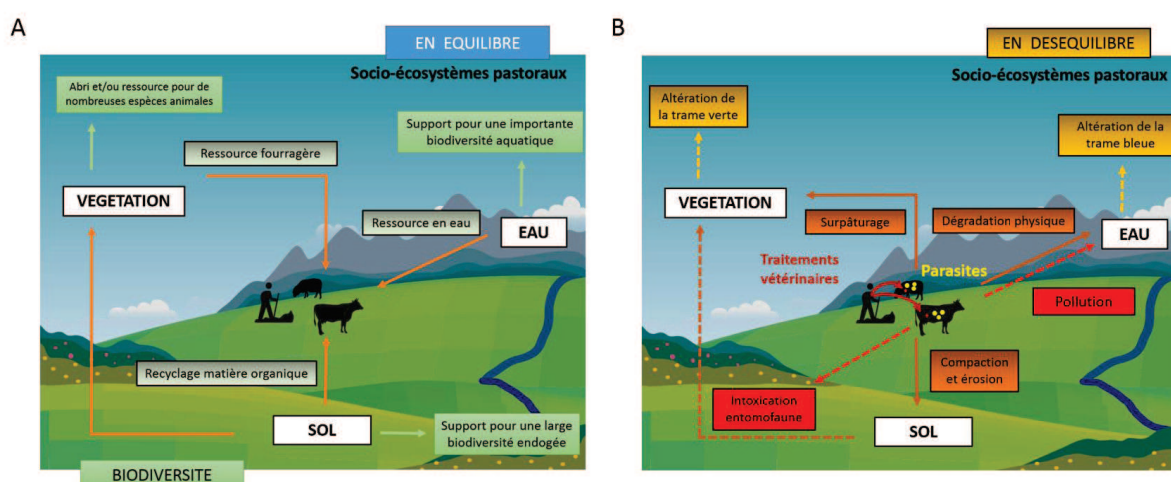 A
EN EQUILIBRE
Socio-écosystèmes pastoraux
Abri et/ou ressource pour de
nombreuses espèces animales
Support pour une importante
biodiversité aquatique
Ressource fourragère
VEGETATION
Ressource en eau
EAU
Recyclage matière organique
SOL
Support pour une large
biodiversité endogée
BIODIVERSITE
B
EN DESEQUILIBRE
Socio-écosystèmes pastoraux
Altération de
la trame verte
Altération de la
trame bleue
VEGETATION
Surpâturage
Dégradation physique
EAU
Traitements
vétérinaires
Parasites
Pollution
Compaction
et érosion
Intoxication
entomofaune
SOL